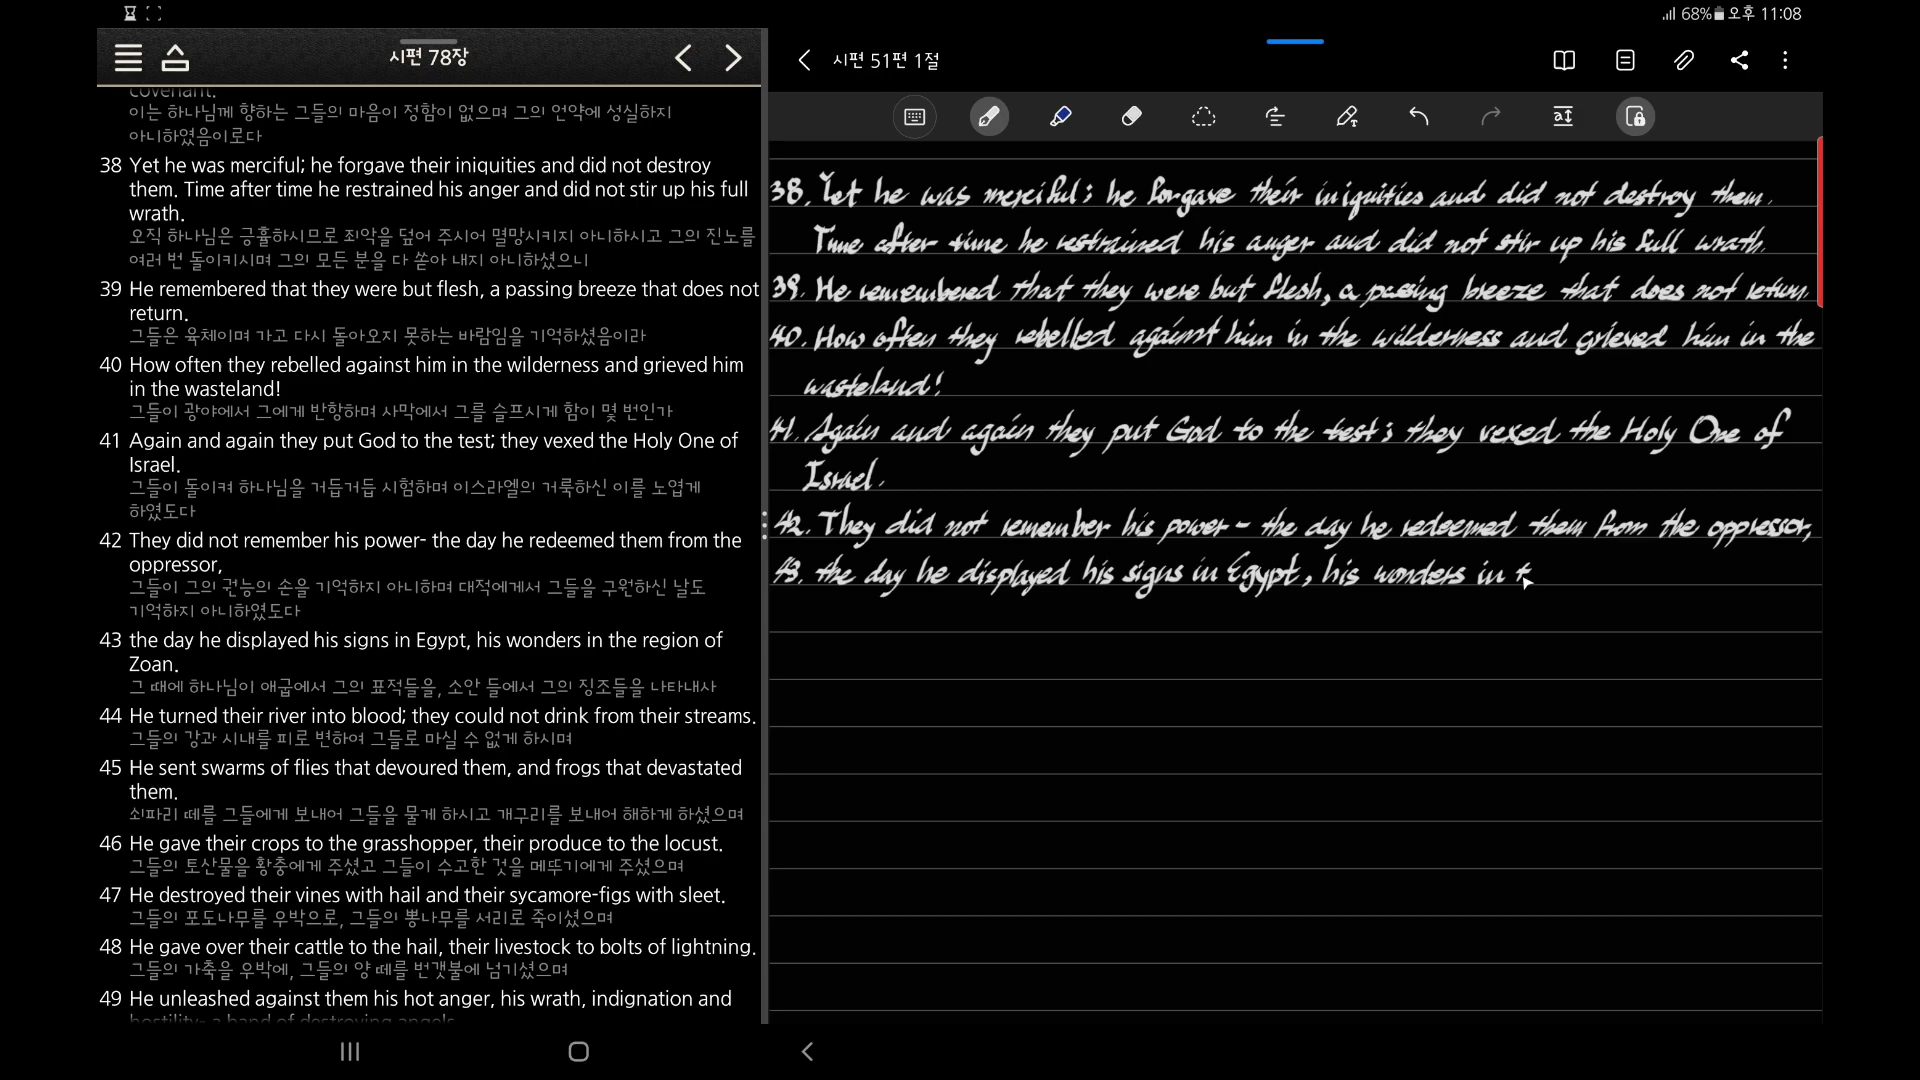 68% 오후 11:08
시편 78장
covenant.
이는 하나님께 향하는 그들의 마음이 정함이 없으며 그의 언약에 성실하지
아니하였음이로다
38 Yet he was merciful; he forgave their iniquities and did not destroy
them. Time after time he restrained his anger and did not stir up his full
wrath.
오직 하나님은 긍휼하시므로 죄악을 덮어 주시어 멸망시키지 아니하시고 그의 진노를
여러 번 돌이키시며 그의 모든 분을 다 쏟아 내지 아니하셨으니
39 He remembered that they were but flesh, a passing breeze that does not
return.
그들은 육체이며 가고 다시 돌아오지 못하는 바람임을 기억하셨음이라
40 How often they rebelled against him in the wilderness and grieved him
in the wasteland!
그들이 광야에서 그에게 반항하며 사막에서 그를 슬프시게 함이 몇 번인가
41 Again and again they put God to the test; they vexed the Holy One of
Israel.
그들이 돌이켜 하나님을 거듭거듭 시험하며 이스라엘의 거룩하신 이를 노엽게
하였도다
42 They did not remember his power- the day he redeemed them from the
oppressor,
그들이 그의 권능의 손을 기억하지 아니하며 대적에게서 그들을 구원하신 날도
기억하지 아니하였도다
43 the day he displayed his signs in Egypt, his wonders in the region of
Zoan.
그 때에 하나님이 애굽에서 그의 표적들을, 소안 들에서 그의 징조들을 나타내사
44 He turned their river into blood; they could not drink from their streams.
그들의 강과 시내를 피로 변하여 그들로 마실 수 없게 하시며
45 He sent swarms of flies that devoured them, and frogs that devastated
them.
쇠파리 떼를 그들에게 보내어 그들을 물게 하시고 개구리를 보내어 해하게 하셨으며
46 He gave their crops to the grasshopper, their produce to the locust.
그들의 토산물을 황충에게 주셨고 그들이 수고한 것을 메뚜기에게 주셨으며
47 He destroyed their vines with hail and their sycamore-figs with sleet.
그들의 포도나무를 우박으로, 그들의 뽕나무를 서리로 죽이셨으며
48 He gave over their cattle to the hail, their livestock to bolts of lightning.
그들의 가축을 우박에, 그들의 양 떼를 번갯불에 넘기셨으며
49 He unleashed against them his hot anger, his wrath, indignation and
hostility- a band of destroying angels.
시편 51편 1절
38. Yet he was merciful; he forgave their iniquities and did not destroy them.
Time after time he restrained his anger and did not stir up his full wrath.
39. He remembered that they were but flesh, a passing breeze that does not return.
40. How often they rebelled against him in the wilderness and grieved him in the
wasteland!
41. Again and again they put God to the test; they vexed the Holy One of
Israel.
42. They did not remember his power - the day he redeemed them from the oppressor,
43. the day he displayed his signs in Egypt, his wonders in t